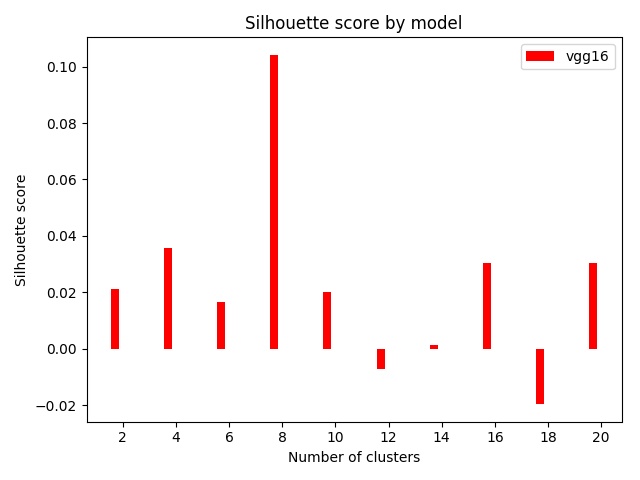 Silhouette score by model
vgg16
Silhouette score
0.10
0.08
0.06
0.04
0.02
0.00
−0.02
2 4 6 8 10 12 14 16 18 20
Number of clusters